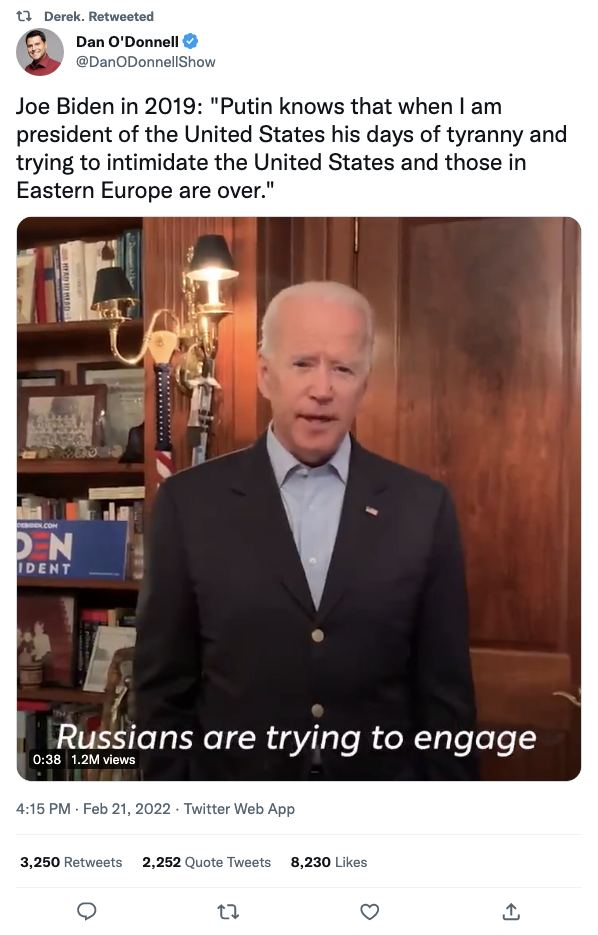 Derek. Retweeted
Dan O'Donnell
@DanODonnellShow
Joe Biden in 2019: "Putin knows that when I am
president of the United States his days of tyranny and
trying to intimidate the United States and those in
Eastern Europe are over."
DEBIDEN.COM
DEN
IDENT
Russians are trying to engage
0:38 1.2M views
4:15 PM · Feb 21, 2022 · Twitter Web App
3,250 Retweets 2,252 Quote Tweets 8,230 Likes